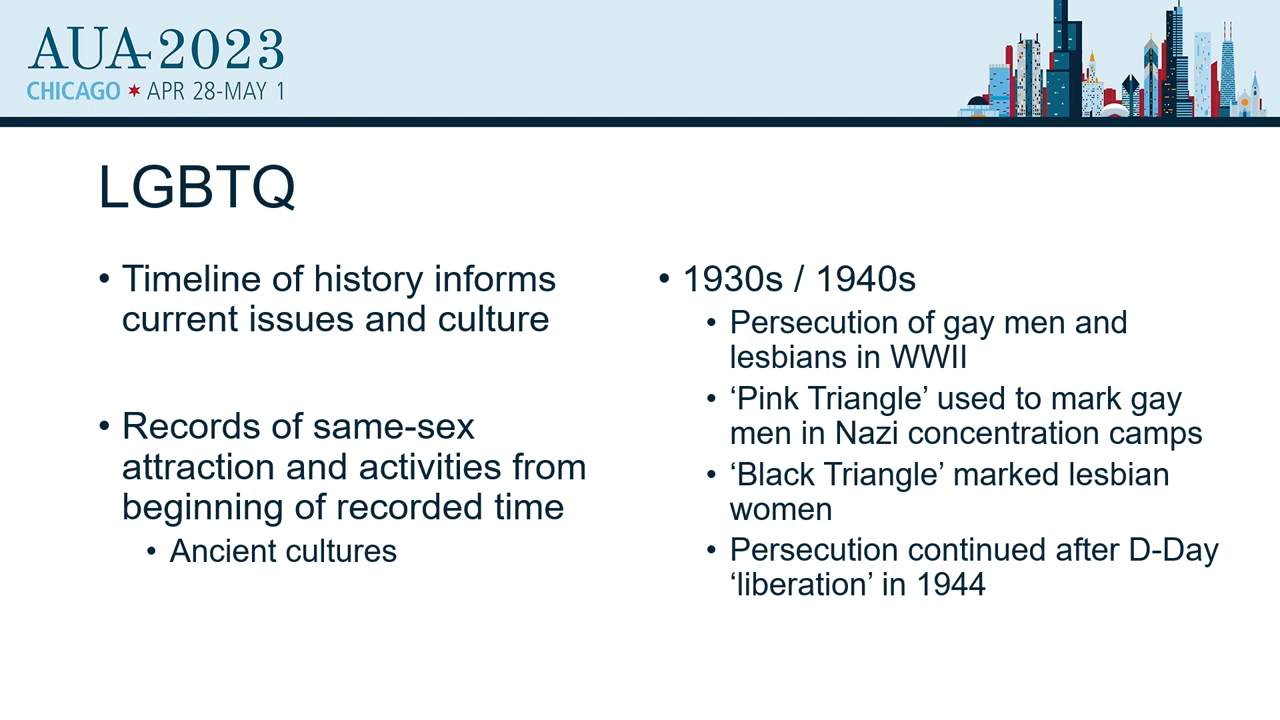 AUA 2023
CHICAGO ★ APR 28-MAY 1
LGBTQ
• Timeline of history informs
current issues and culture
• Records of same-sex
attraction and activities from
beginning of recorded time
• Ancient cultures
• 1930s / 1940s
• Persecution of gay men and
lesbians in WWII
• ‘Pink Triangle’ used to mark gay
men in Nazi concentration camps
• ‘Black Triangle’ marked lesbian
women
• Persecution continued after D-Day
‘liberation’ in 1944